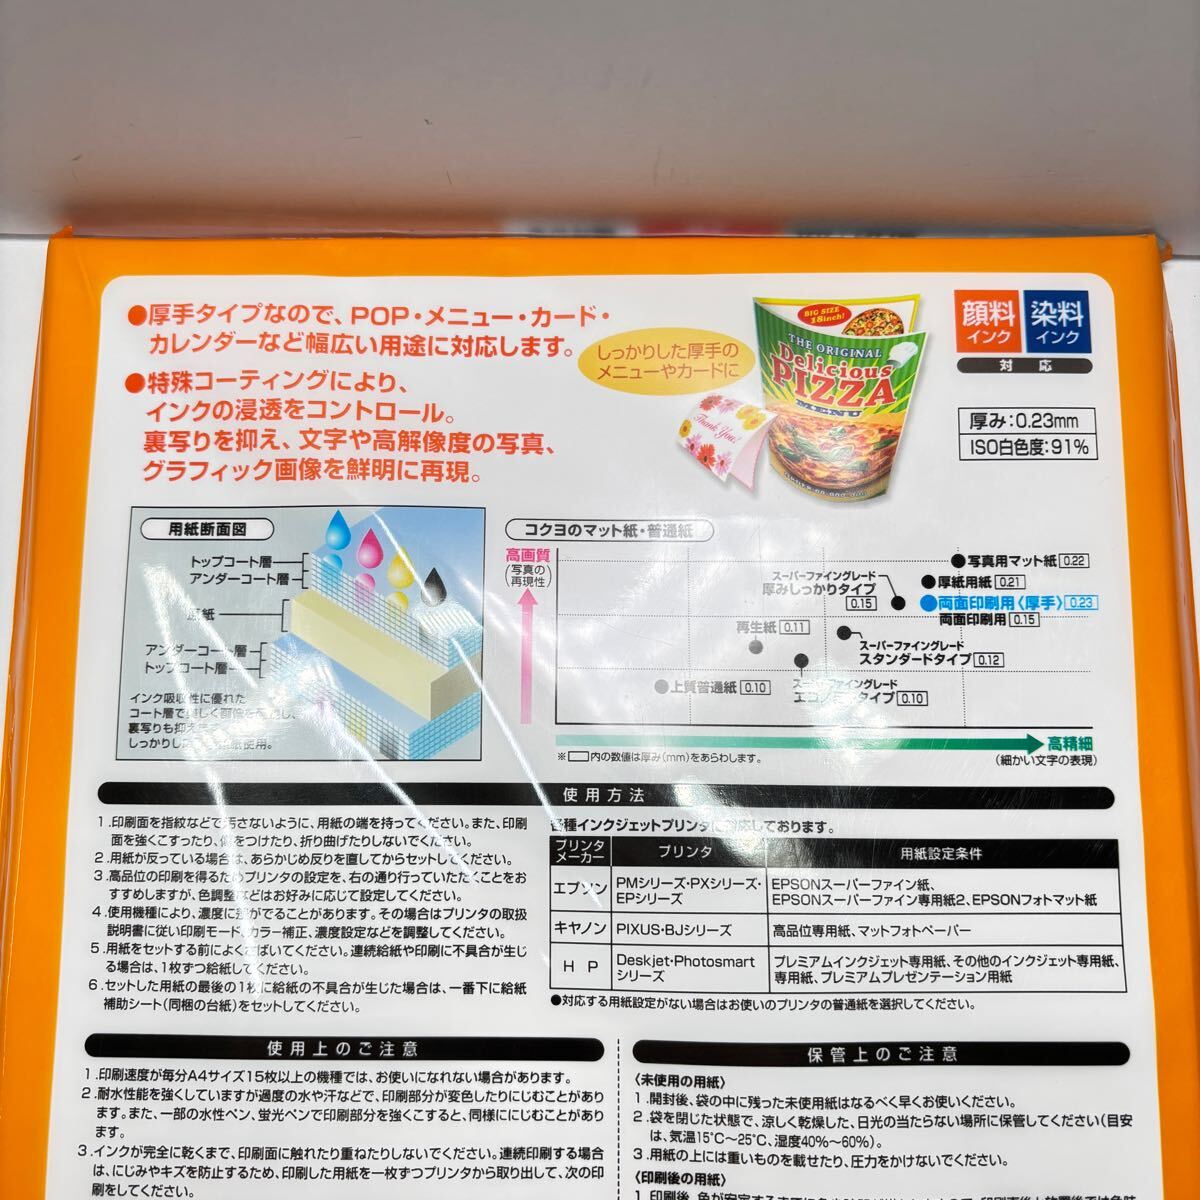 ●厚手タイプなので、POP・メニュー・カード・
カレンダーなど幅広い用途に対応します。
●特殊コーティングにより、
インクの浸透をコントロール。
裏写りを抑え、文字や高解像度の写真、
グラフィック画像を鮮明に再現。
しっかりした厚手の
メニューやカードに
BIG SIZE
18inch!
THE ORIGINAL
Delicious
PIZZA
MENU
Thank You!
顔料
インク
染料
インク
対応
厚み:0.23mm
ISO白色度:91%
用紙断面図
トップコート層
アンダーコート層
原紙
アンダーコート層
トップコート層
インク吸収性に優れた
コート層で美しく画像を
裏写りも抑え
しっかりし 紙使用。
コクヨのマット紙・普通紙
高画質
(写真の
再現性)
写真用マット紙 0.22
厚紙用紙 0.21
両面印刷用〈厚手〉 0.23
両面印刷用 0.15
スーパーファイングレード
厚みしっかりタイプ
0.15
再生紙 0.11
スーパーファイングレード
スタンダードタイプ 0.12
上質普通紙 0.10
スーパーファイングレード
エコノミータイプ 0.10
高精細
(細かい文字の表現)
※□内の数値は厚み(mm)をあらわします。
使用方法
1.印刷面を指紋などで汚さないように、用紙の端を持ってください。また、印刷
面を強くこすったり、傷をつけたり、折り曲げたりしないでください。
2.用紙が反っている場合は、あらかじめ反りを直してからセットしてください。
3.高品位の印刷を得るためプリンタの設定を、右の通り行っていただくことをお
すすめしますが、色調整などはお好みに応じて設定してください。
4.使用機種により、濃度に差がでることがあります。その場合はプリンタの取扱
説明書に従い印刷モード、カラー補正、濃度設定などを調整してください。
5.用紙をセットする前によくさばいてください。連続給紙や印刷に不具合が生じ
る場合は、1枚ずつ給紙してください。
6.セットした用紙の最後の1枚に給紙の不具合が生じた場合は、一番下に給紙
補助シート(同梱の台紙)をセットしてください。
各種インクジェットプリンタに対応しております。
プリンタ
メーカー
プリンタ
用紙設定条件
エプソン
PMシリーズ・PXシリーズ・
EPシリーズ
EPSONスーパーファイン紙、
EPSONスーパーファイン専用紙2、EPSONフォトマット紙
キヤノン
PIXUS・BJシリーズ
高品位専用紙、マットフォトペーパー
HP
Deskjet・Photosmart
シリーズ
プレミアムインクジェット専用紙、その他のインクジェット専用紙、
専用紙、プレミアムプレゼンテーション用紙
●対応する用紙設定がない場合はお使いのプリンタの普通紙を選択してください。
使用上のご注意
1.印刷速度が毎分A4サイズ15枚以上の機種では、お使いになれない場合があります。
2.耐水性能を強くしていますが過度の水や汗などで、印刷部分が変色したりにじむことがあり
ます。また、一部の水性ペン、蛍光ペンで印刷部分を強くこすると、同様ににじむことがあり
ます。
3.インクが完全に乾くまで、印刷面に触れたり重ねたりしないでください。連続印刷する場合
は、にじみやキズを防止するため、印刷した用紙を一枚ずつプリンタから取り出して、次の印
刷をしてください。
保管上のご注意
〈未使用の用紙〉
1.開封後、袋の中に残った未使用紙はなるべく早くお使いください。
2.袋を閉じた状態で、涼しく乾燥した、日光の当たらない場所に保管してください(目安
は、気温15℃～25℃、湿度40%～60%)。
3.用紙の上には重いものを載せたり、圧力をかけないでください。
〈印刷後の用紙〉